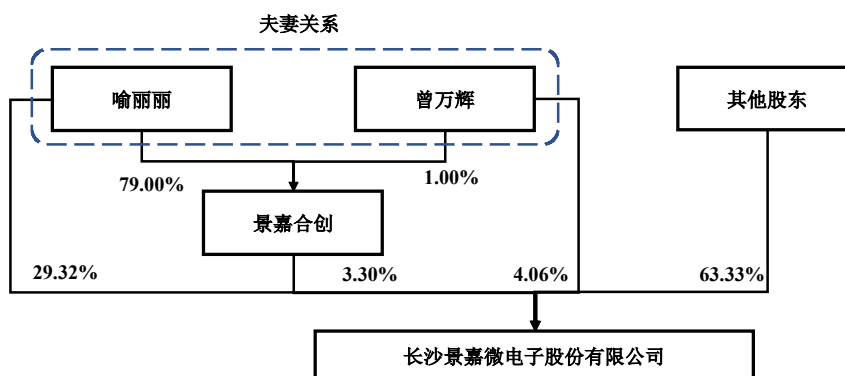 夫妻关系
喻丽丽
曾万辉
其他股东
79.00%
1.00%
景嘉合创
29.32%
3.30%
4.06%
63.33%
长沙景嘉微电子股份有限公司